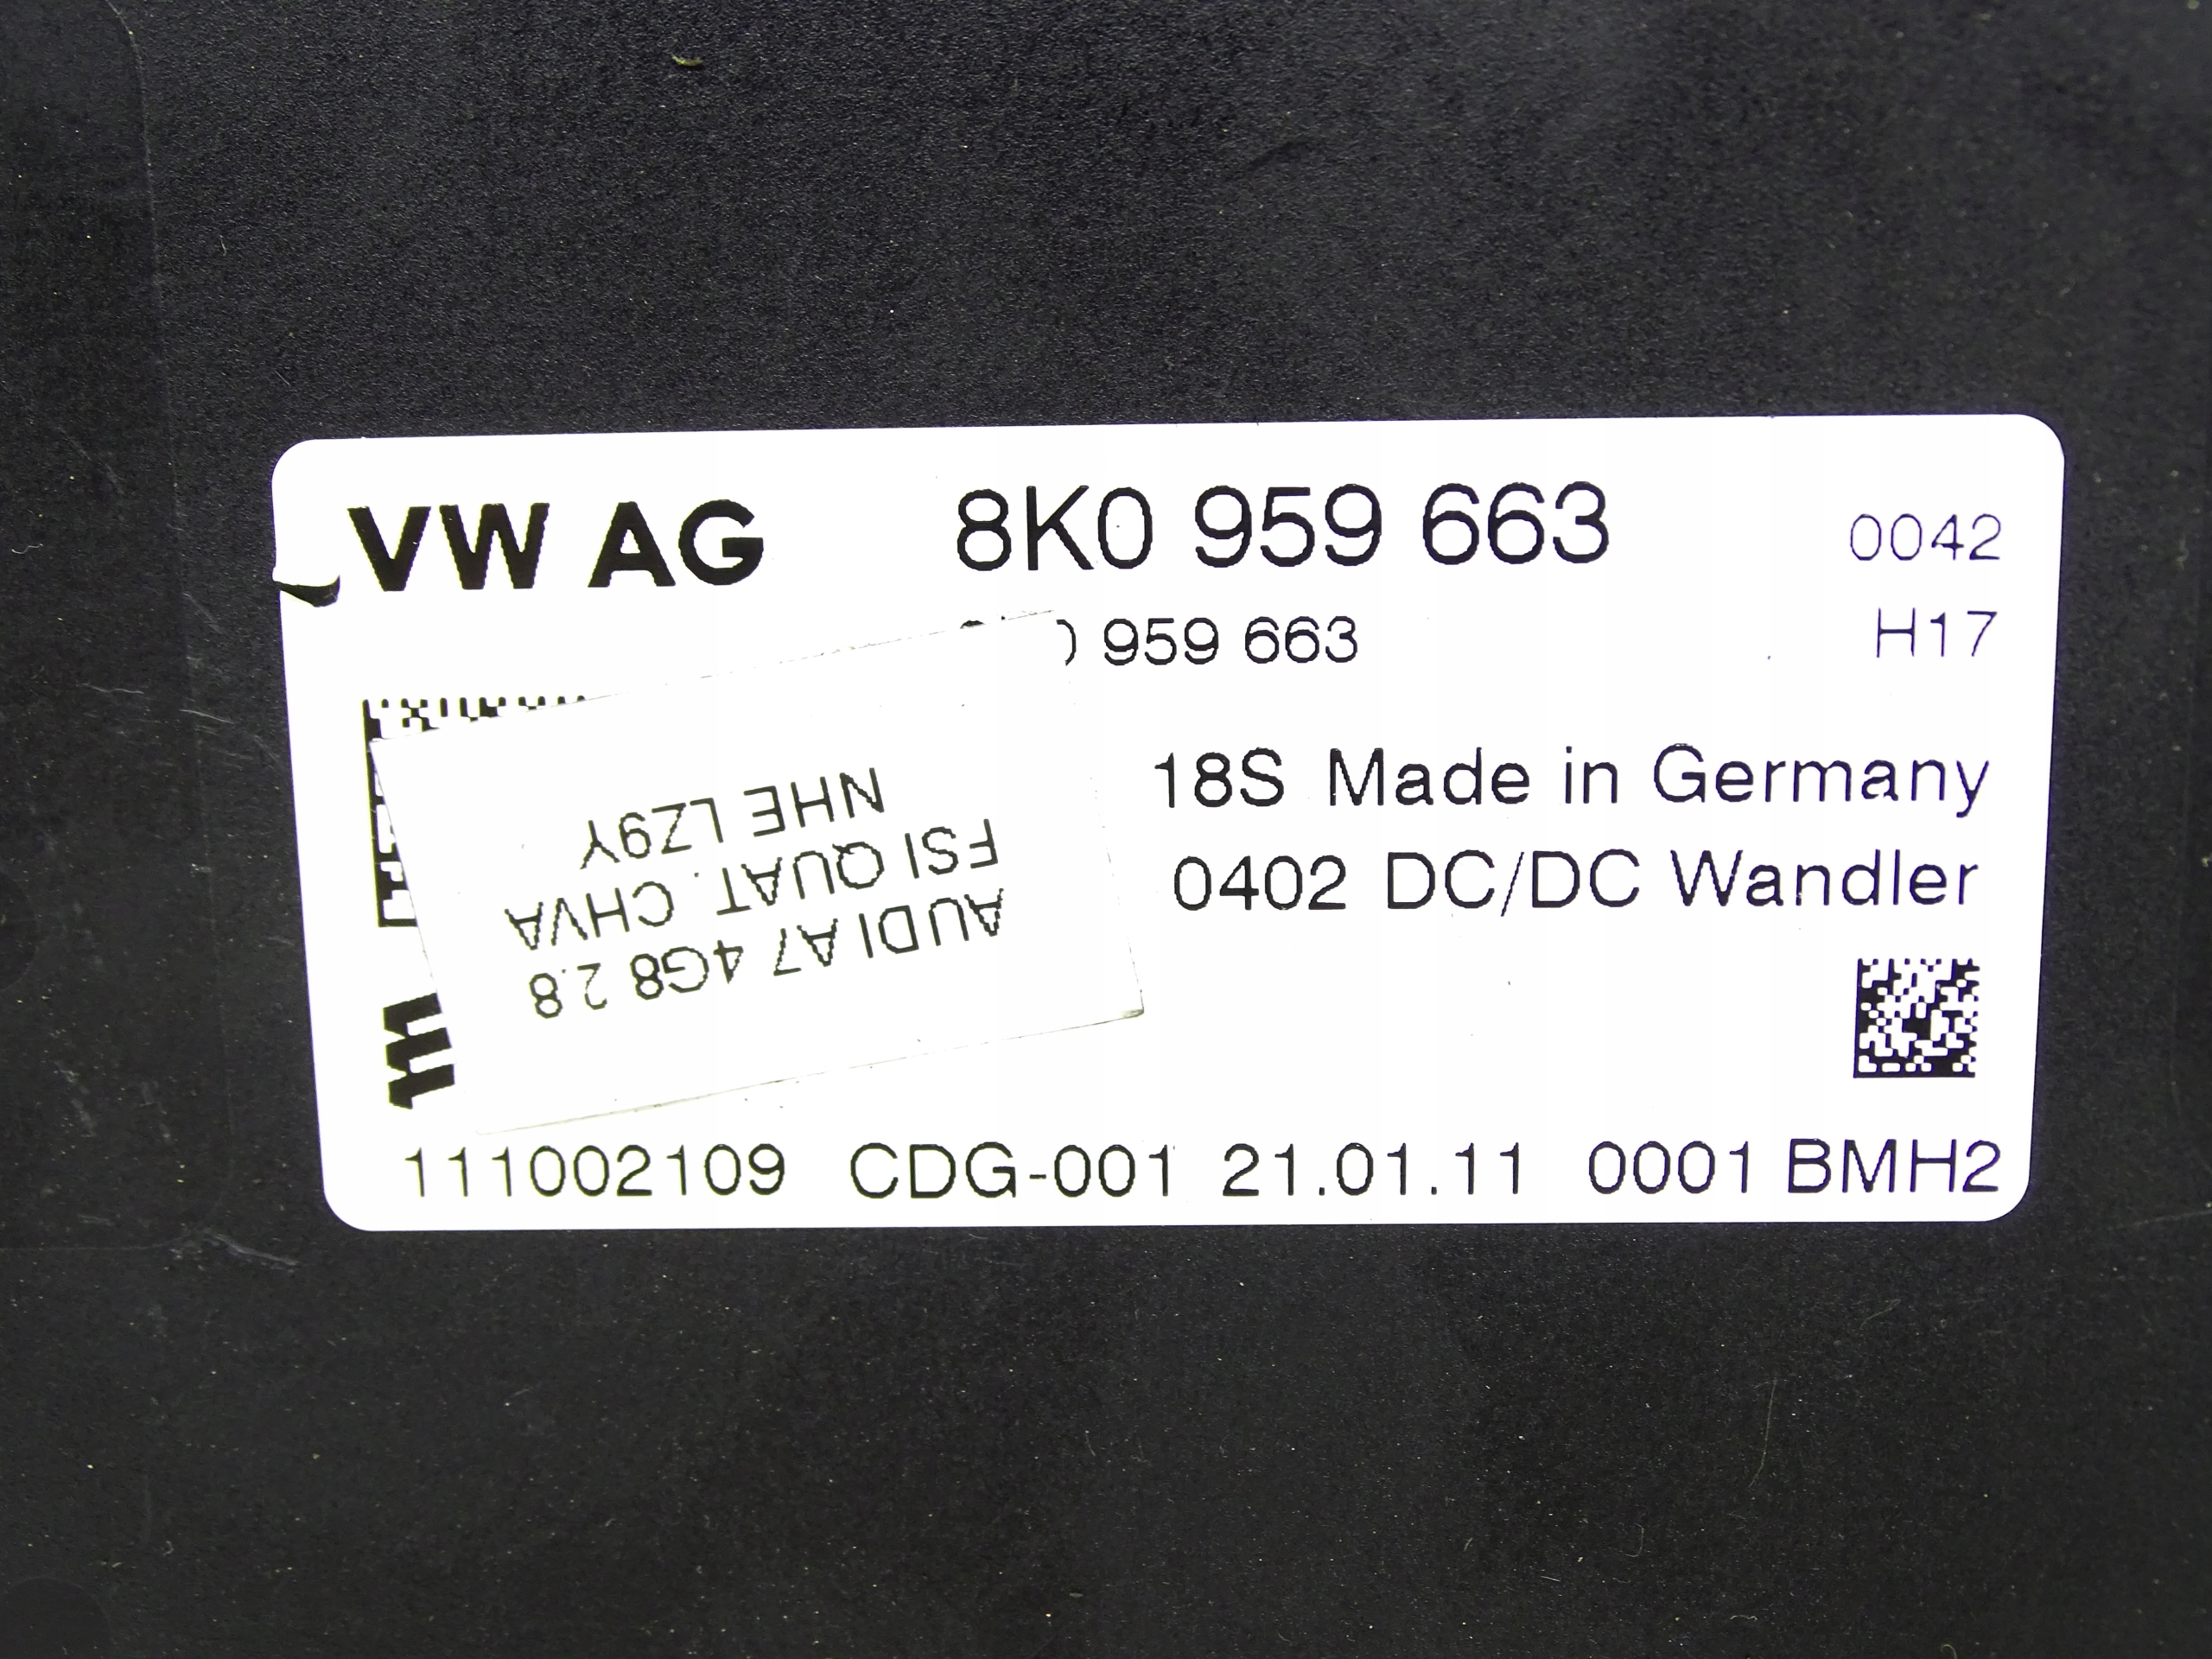 VW AG 8K0 959 663 0042
959 663 H17
18S Made in Germany
0402 DC/DC Wandler
AUDI A7 4G8 2.8
FSI QUAT. CHVA
NHE LZ9Y
111002109 CDG-001 21.01.11 0001 BMH2